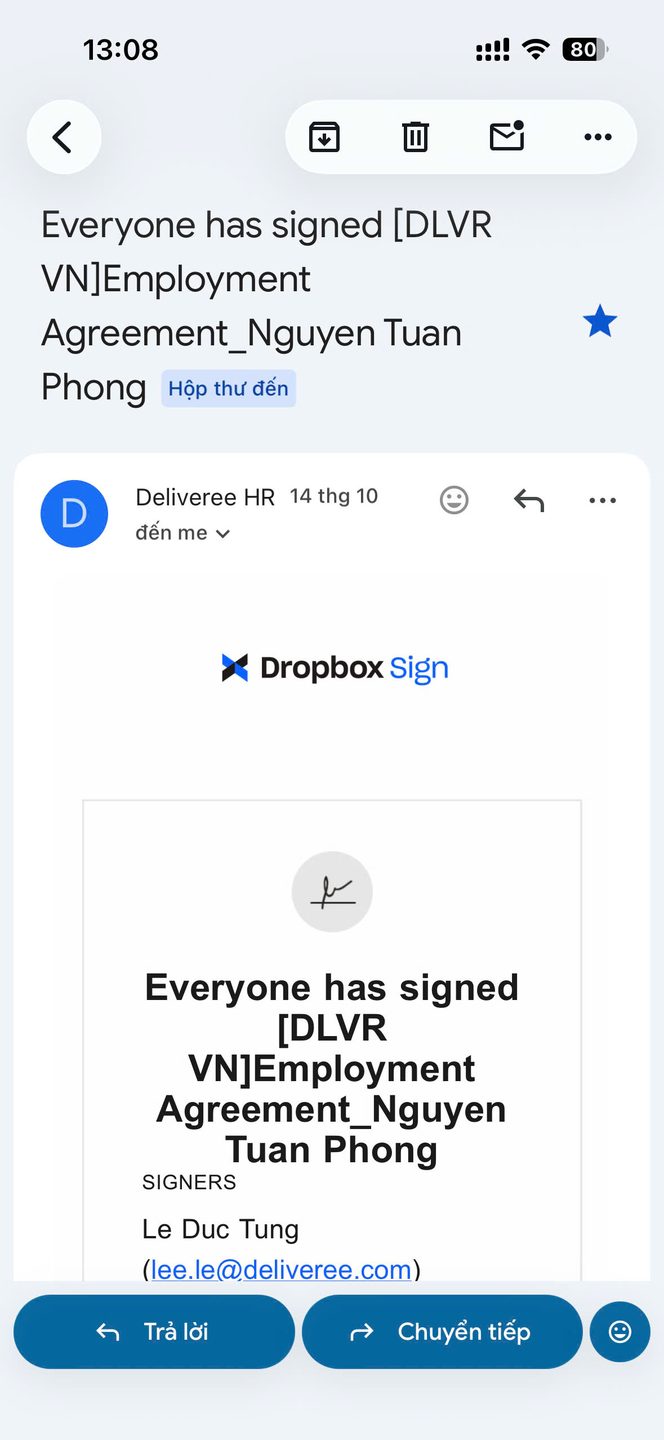 13:08
80
Everyone has signed [DLVR
VN]Employment
Agreement_Nguyen Tuan
Phong Hộp thư đến
D
Deliveree HR 14 thg 10
đến me
Dropbox Sign
Everyone has signed
[DLVR
VN]Employment
Agreement_Nguyen
Tuan Phong
SIGNERS
Le Duc Tung
(lee.le@deliveree.com)
Trả lời
Chuyển tiếp